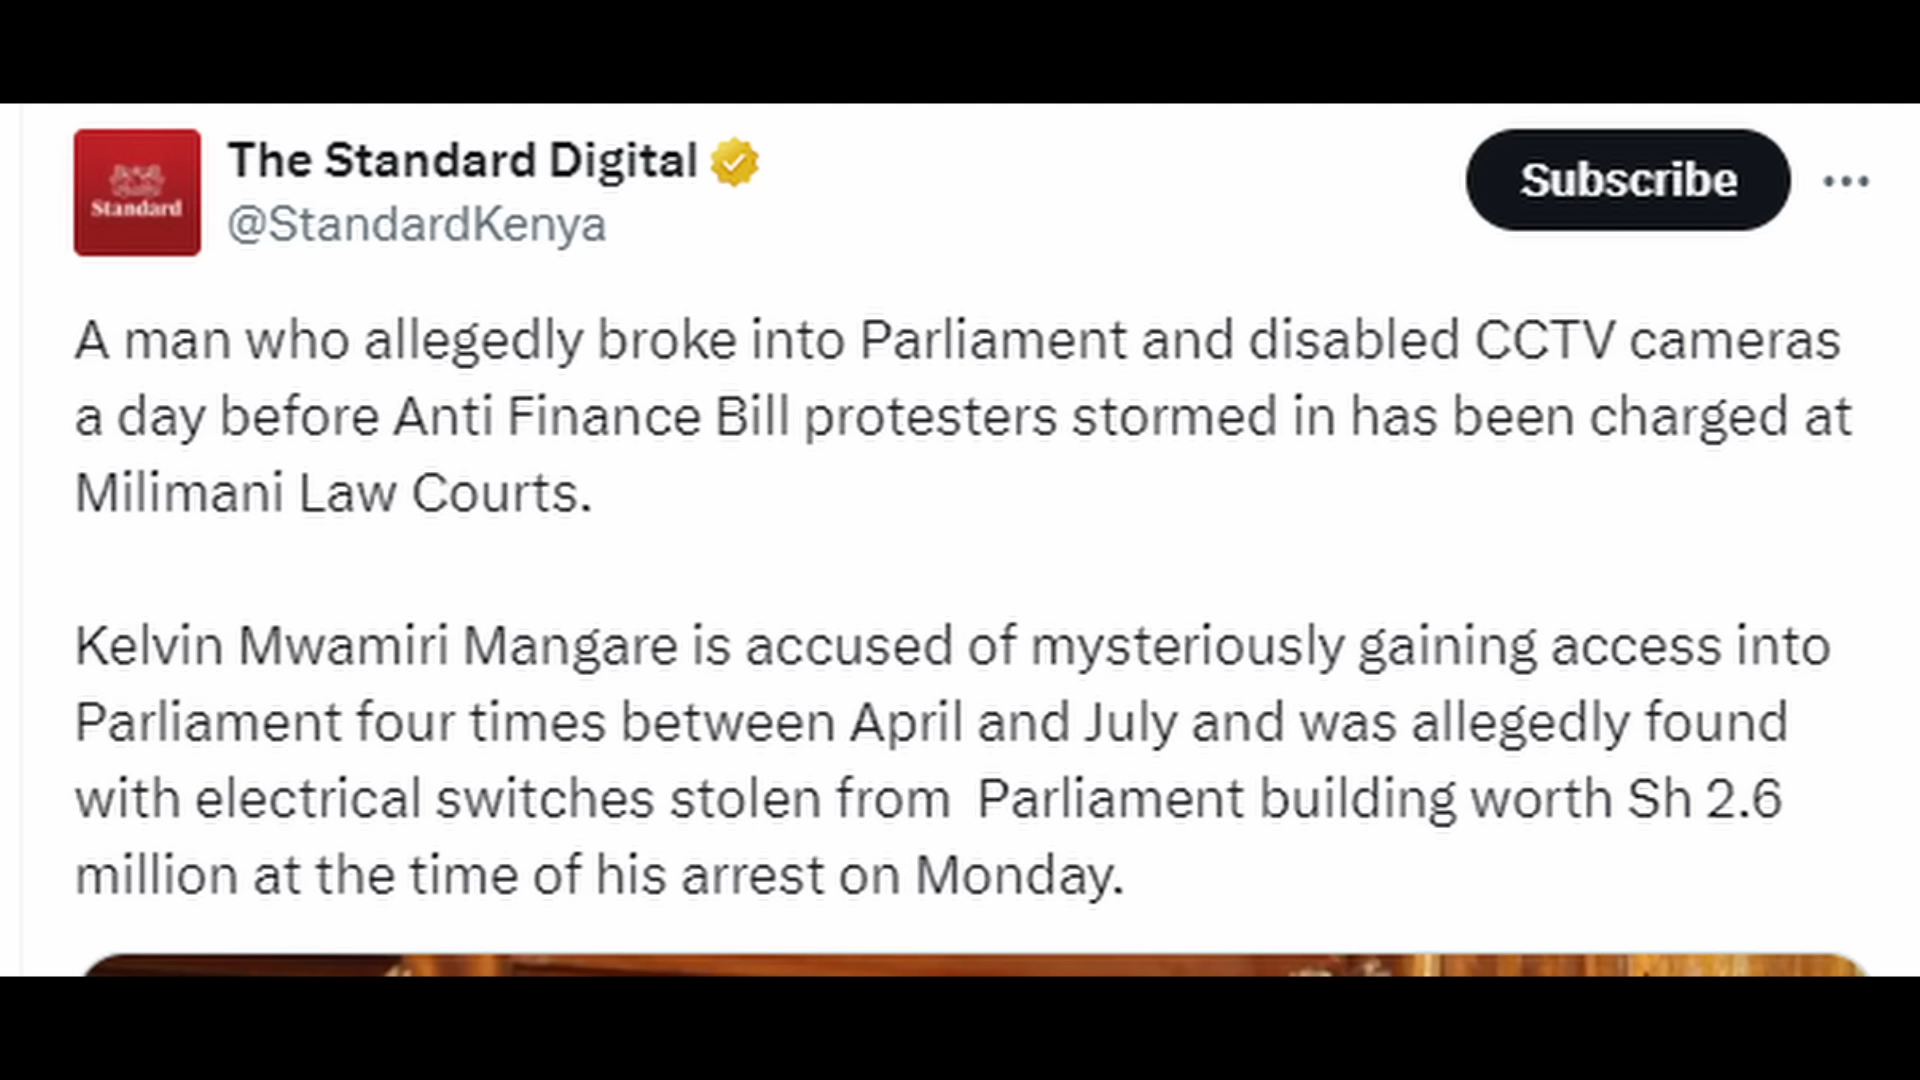 The Standard Digital
@StandardKenya
Standard
Subscribe
A man who allegedly broke into Parliament and disabled CCTV cameras
a day before Anti Finance Bill protesters stormed in has been charged at
Milimani Law Courts.
Kelvin Mwamiri Mangare is accused of mysteriously gaining access into
Parliament four times between April and July and was allegedly found
with electrical switches stolen from  Parliament building worth Sh 2.6
million at the time of his arrest on Monday.